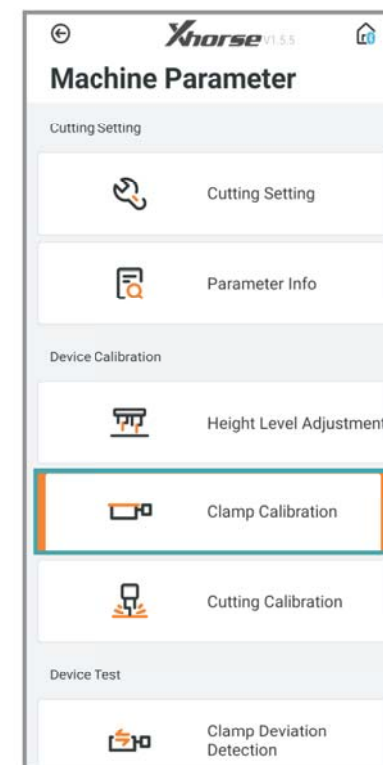 Xhorse V1.5.5
Machine Parameter
Cutting Setting
Cutting Setting
Parameter Info
Device Calibration
Height Level Adjustment
Clamp Calibration
Cutting Calibration
Device Test
Clamp Deviation
Detection